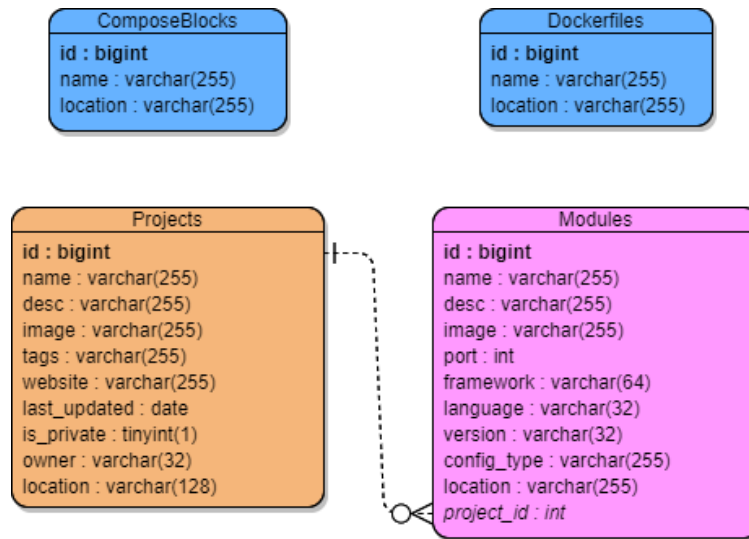 ComposeBlocks
id : bigint
name : varchar(255)
location : varchar(255)
Dockerfiles
id : bigint
name : varchar(255)
location : varchar(255)
Projects
id : bigint
name : varchar(255)
desc : varchar(255)
image : varchar(255)
tags : varchar(255)
website : varchar(255)
last_updated : date
is_private : tinyint(1)
owner : varchar(32)
location : varchar(128)
Modules
id : bigint
name : varchar(255)
desc : varchar(255)
image : varchar(255)
port : int
framework : varchar(64)
language : varchar(32)
version : varchar(32)
config_type : varchar(255)
location : varchar(255)
project_id : int